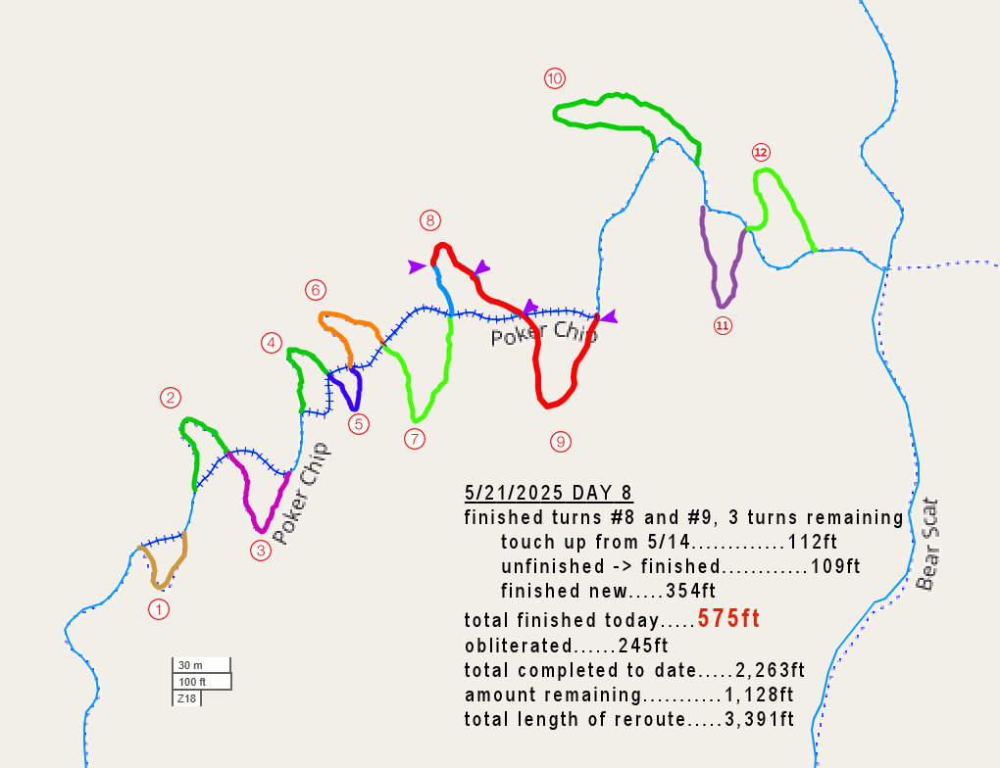 10
12
8
11
6
Poker Chip
4
2
5
7
9
Poker Chip
3
1
5/21/2025 DAY 8
finished turns #8 and #9, 3 turns remaining
touch up from 5/14.............112ft
unfinished -> finished............109ft
finished new.....354ft
total finished today.....575ft
obliterated......245ft
total completed to date.....2,263ft
amount remaining...........1,128ft
total length of reroute.....3,391ft
Bear Scat
30 m
100 ft
Z18